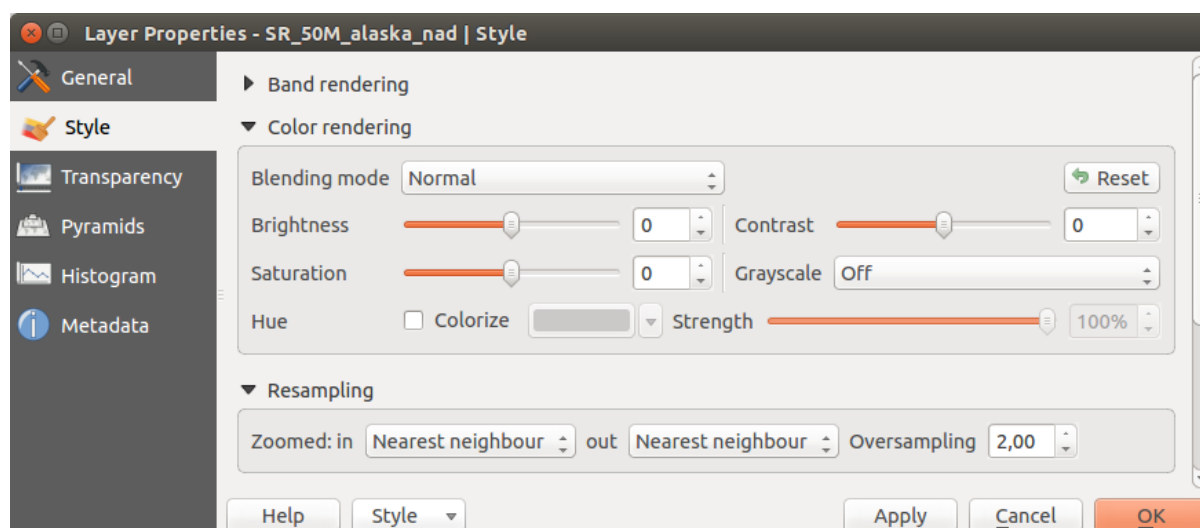 Layer Properties - SR_50M_alaska_nad | Style
General
Style
Transparency
Pyramids
Histogram
Metadata
Band rendering
Color rendering
Blending mode Normal Reset
Brightness 0 Contrast 0
Saturation 0 Grayscale Off
Hue Colorize Strength 100%
Resampling
Zoomed: in Nearest neighbour out Nearest neighbour Oversampling 2,00
Help Style Apply Cancel OK